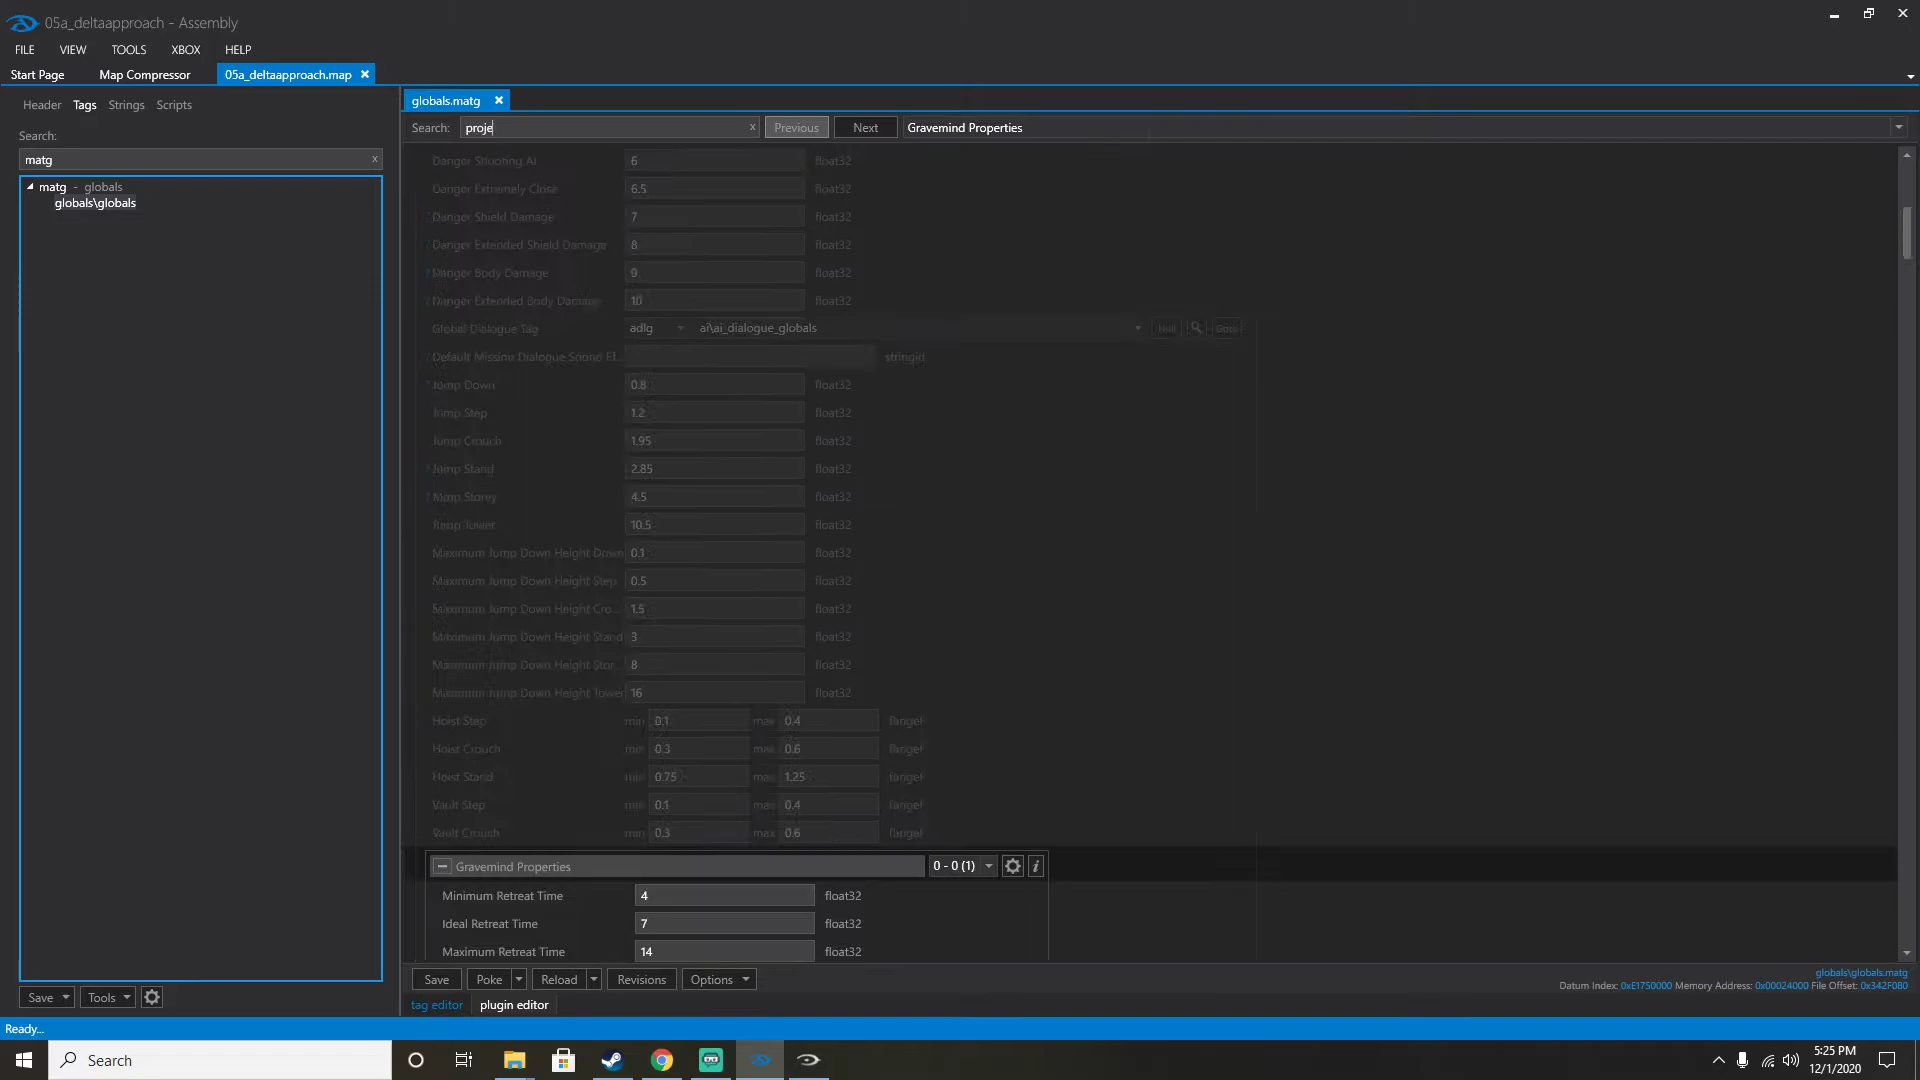 05a_deltaapproach - Assembly
FILE VIEW TOOLS XBOX HELP
Start Page Map Compressor 05a_deltaapproach.map
Header Tags Strings Scripts
Search:
matg x
matg - globals
globals\globals
Save Tools
globals.matg
Search: proje x Previous Next Gravemind Properties
Danger Shooting AI 6 float32
Danger Extremely Close 6.5 float32
Danger Shield Damage 7 float32
Danger Extended Shield Damage 8 float32
Danger Body Damage 9 float32
Danger Extended Body Damage 10 float32
Global Dialogue Tag adlg ai\ai_dialogue_globals Null Goto
Default Missing Dialogue Sound Ef... stringid
Jump Down 0.8 float32
Jump Step 1.2 float32
Jump Crouch 1.95 float32
Jump Stand 2.85 float32
Jump Storey 4.5 float32
Jump Tower 10.5 float32
Maximum Jump Down Height Down 0.1 float32
Maximum Jump Down Height Step 0.5 float32
Maximum Jump Down Height Cro... 1.5 float32
Maximum Jump Down Height Stand 3 float32
Maximum Jump Down Height Stor... 8 float32
Maximum Jump Down Height Tower 16 float32
Hoist Step min 0.1 max 0.4 rangef
Hoist Crouch min 0.3 max 0.6 rangef
Hoist Stand min 0.75 max 1.25 rangef
Vault Step min 0.1 max 0.4 rangef
Vault Crouch min 0.3 max 0.6 rangef
Gravemind Properties 0 - 0 (1) i
Minimum Retreat Time 4 float32
Ideal Retreat Time 7 float32
Maximum Retreat Time 14 float32
Save Poke Reload Revisions Options
globals\globals.matg
Datum Index: 0xE1750000 Memory Address: 0x00024000 File Offset: 0x342F080
tag editor plugin editor
Ready...
Search
5:25 PM
12/1/2020